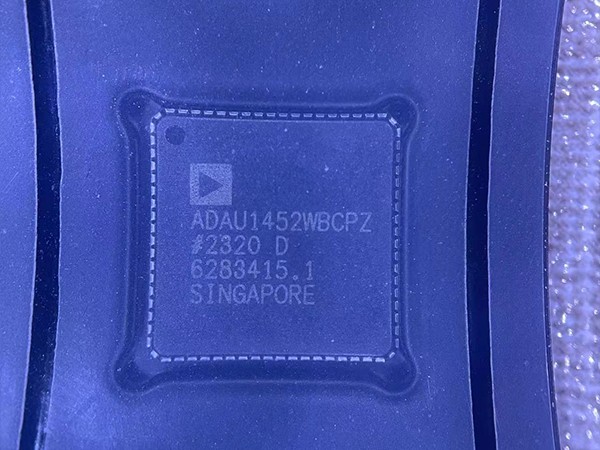 ADAU1452WBCPZ
#2320 D
6283415.1
SINGAPORE